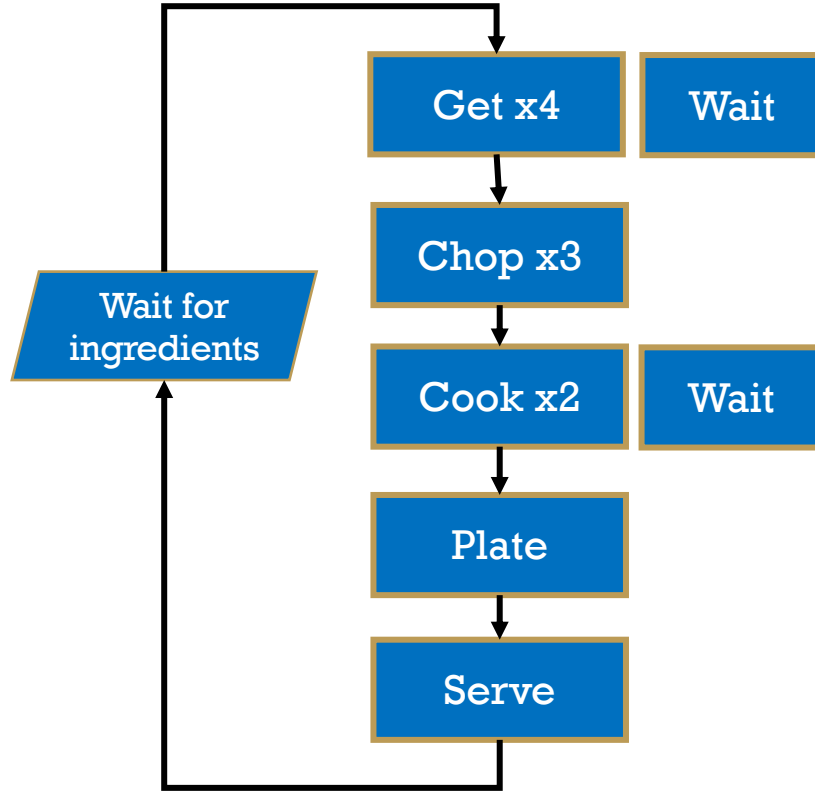 Get x4
Wait
Chop x3
Wait for
ingredients
Cook x2
Wait
Plate
Serve